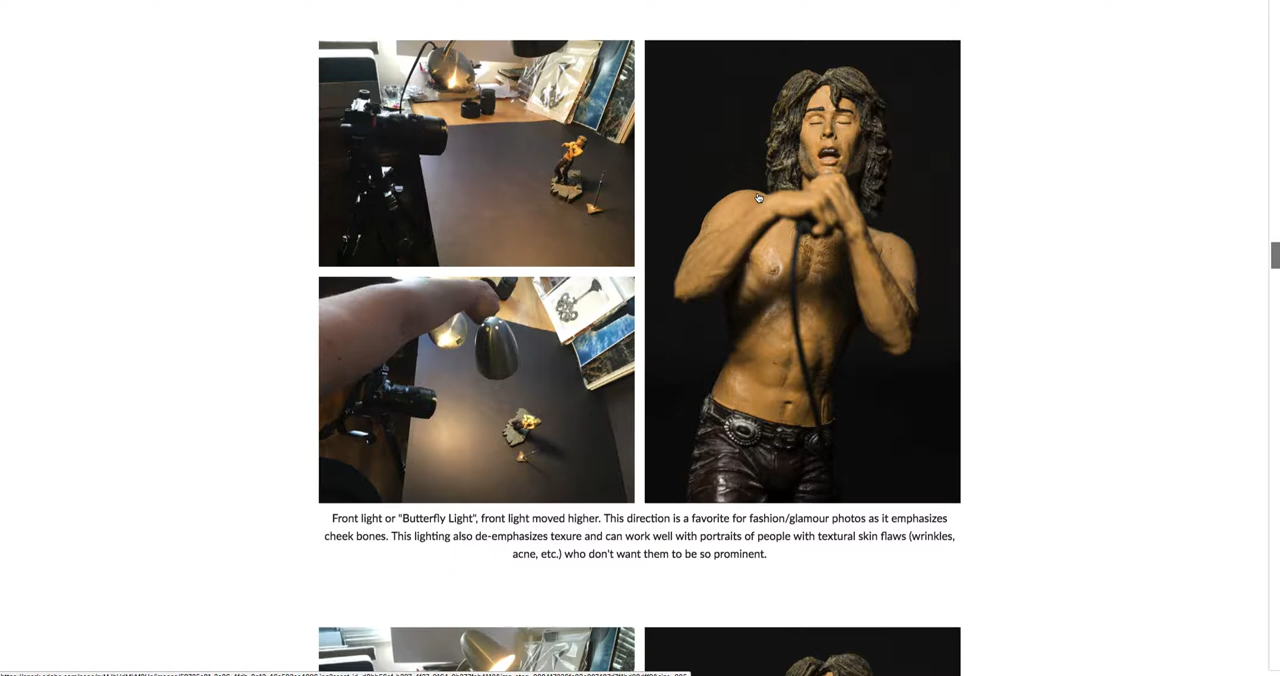 Front light or "Butterfly Light", front light moved higher. This direction is a favorite for fashion/glamour photos as it emphasizes
cheek bones. This lighting also de-emphasizes texure and can work well with portraits of people with textural skin flaws (wrinkles,
acne, etc.) who don't want them to be so prominent.